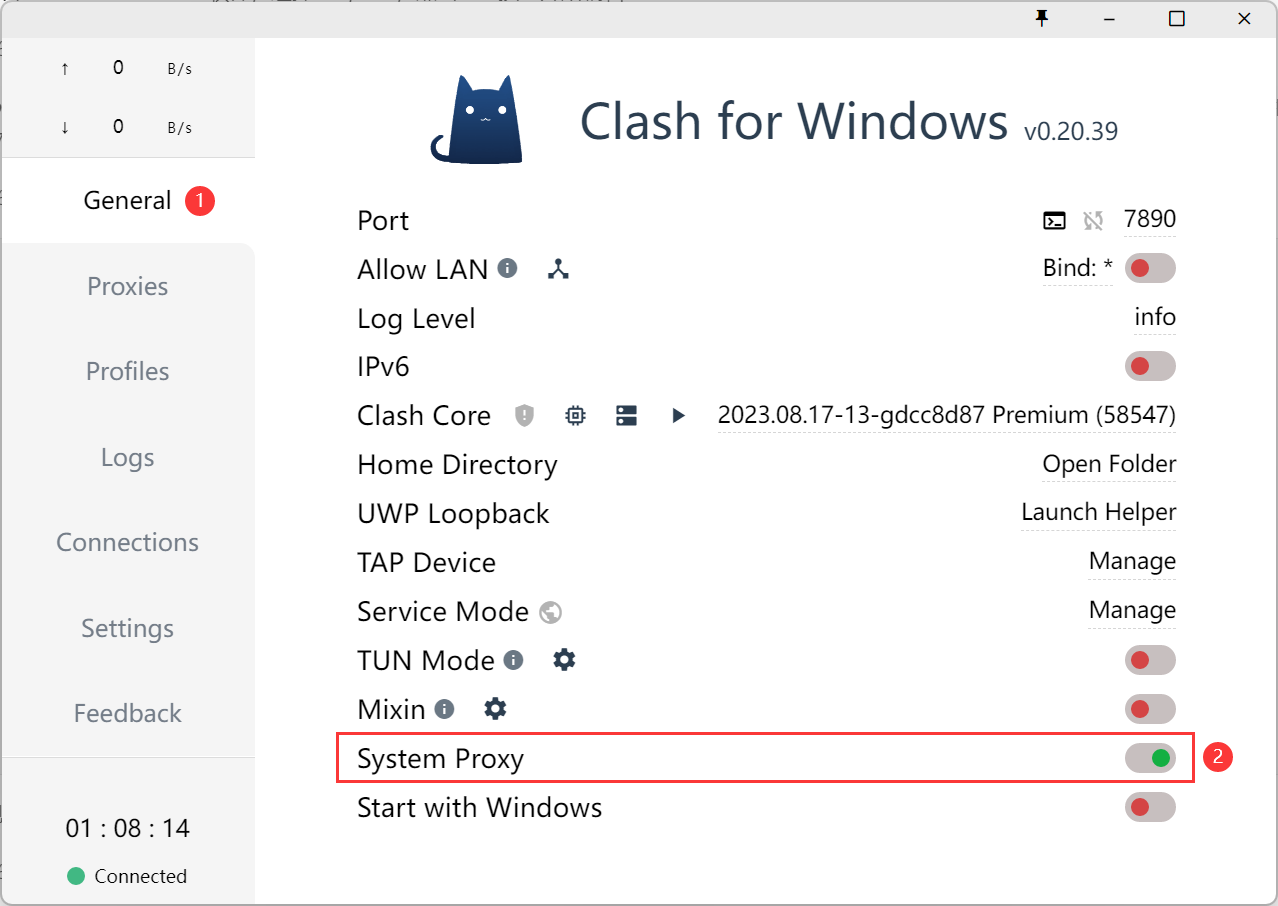 ↑ 0 B/s
↓ 0 B/s
General 1
Proxies
Profiles
Logs
Connections
Settings
Feedback
01 : 08 : 14
Connected
Clash for Windows v0.20.39
Port 7890
Allow LAN Bind: *
Log Level info
IPv6
Clash Core 2023.08.17-13-gdcc8d87 Premium (58547)
Home Directory Open Folder
UWP Loopback Launch Helper
TAP Device Manage
Service Mode Manage
TUN Mode
Mixin
System Proxy 2
Start with Windows